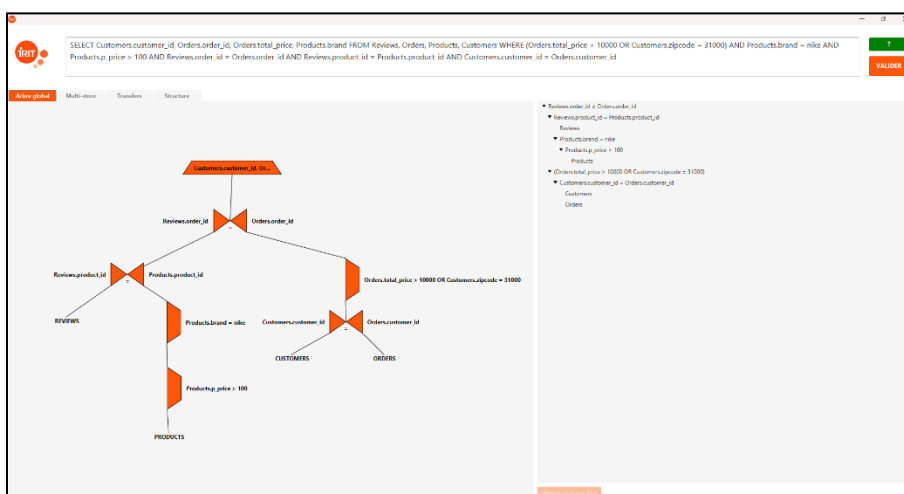 IRIT
SELECT Customers.customer_id, Orders.order_id, Orders.total_price, Products.brand FROM Reviews, Orders, Products, Customers WHERE (Orders.total_price > 10000 OR Customers.zipcode = 31000) AND Products.brand = nike AND
Products.p_price > 100 AND Reviews.order_id = Orders.order_id AND Reviews.product_id = Products.product_id AND Customers.customer_id = Orders.customer_id
?
VALIDER
Arbre global Multi-store Transfers Structure
Customers.customer_id, Or...
Reviews.order_id Orders.order_id
=
Reviews.product_id Products.product_id
=
REVIEWS
Products.brand = nike
Products.p_price > 100
PRODUCTS
Orders.total_price > 10000 OR Customers.zipcode = 31000
Customers.customer_id Orders.customer_id
=
CUSTOMERS ORDERS
Reviews.order_id = Orders.order_id
Reviews.product_id = Products.product_id
Reviews
Products.brand = nike
Products.p_price > 100
Products
(Orders.total_price > 10000 OR Customers.zipcode = 31000)
Customers.customer_id = Orders.customer_id
Customers
Orders